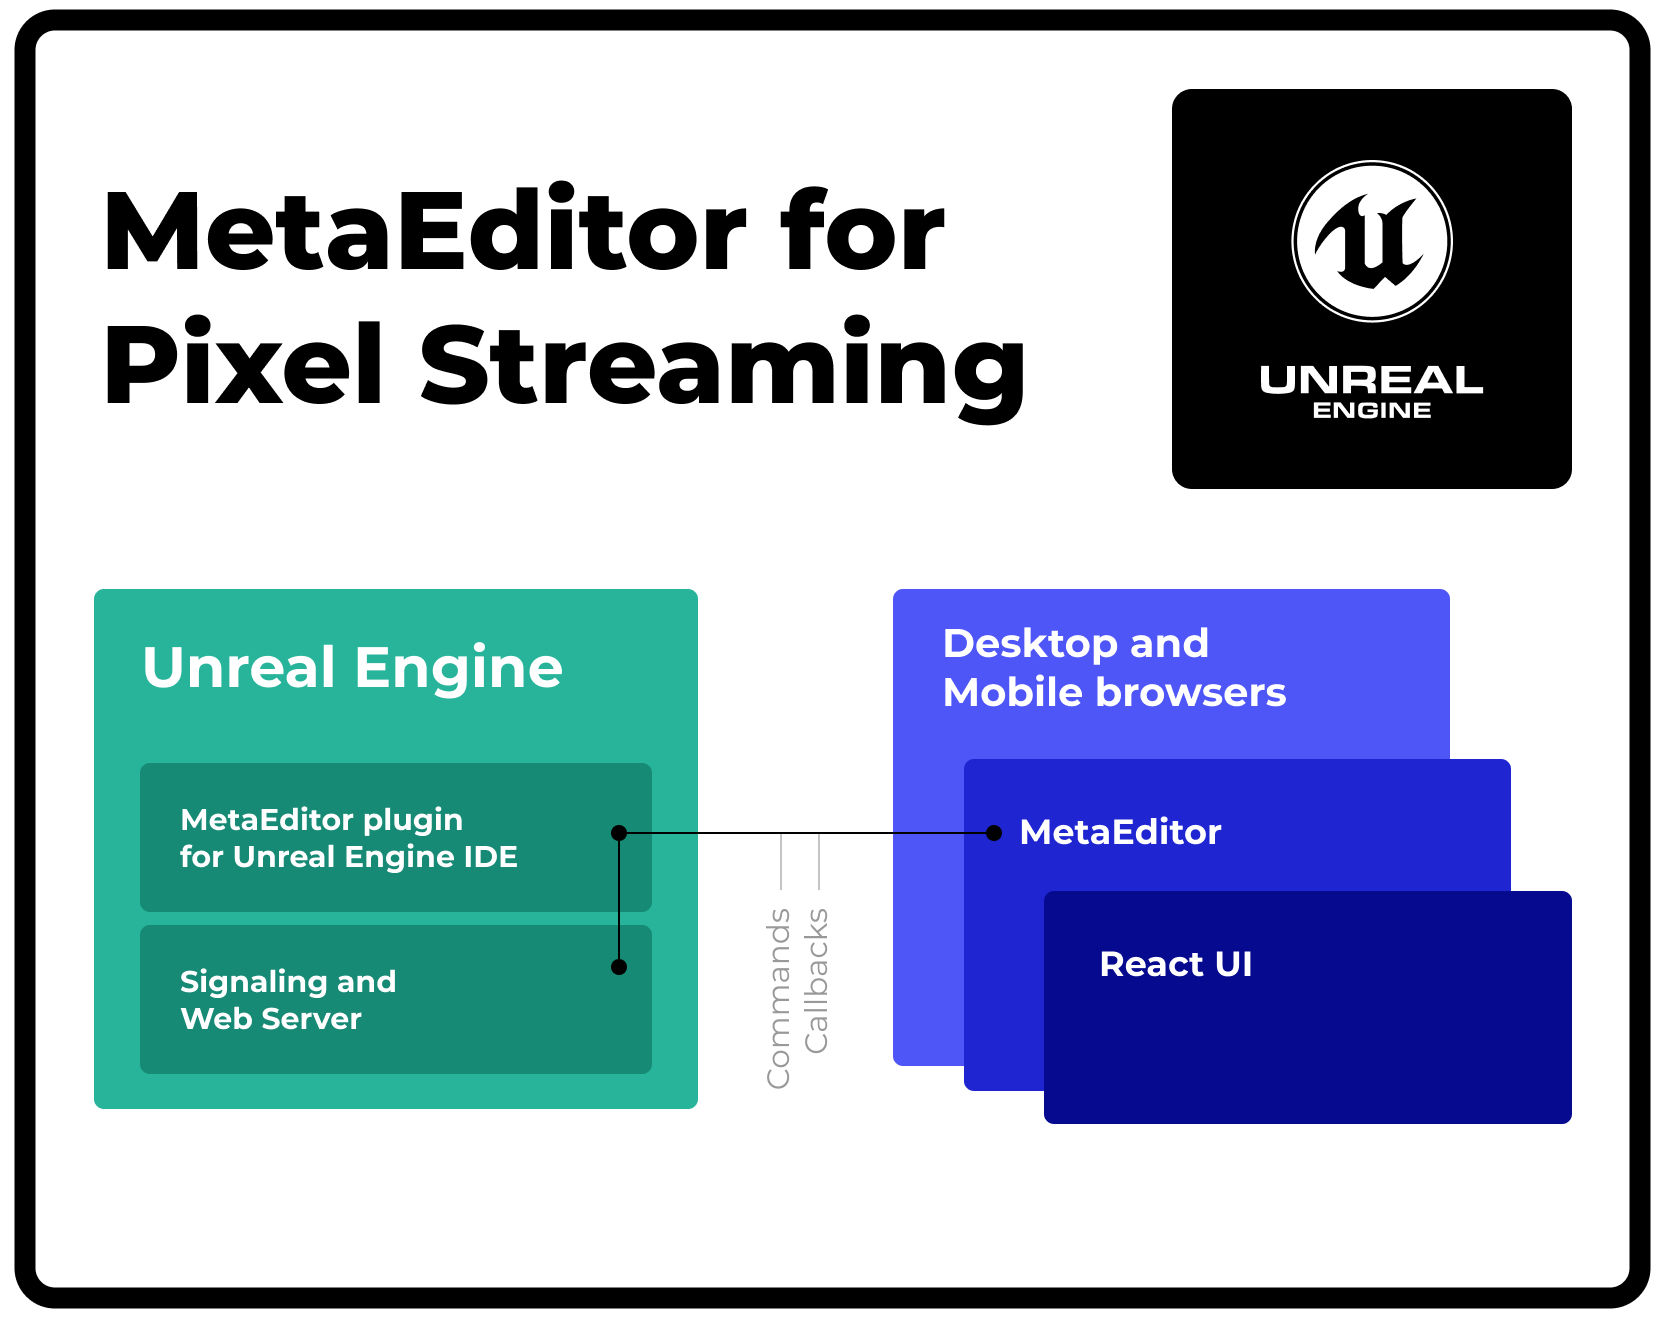 MetaEditor for
Pixel Streaming
UNREAL
ENGINE
Unreal Engine
MetaEditor plugin
for Unreal Engine IDE
Signaling and
Web Server
Commands
Callbacks
Desktop and
Mobile browsers
MetaEditor
React UI